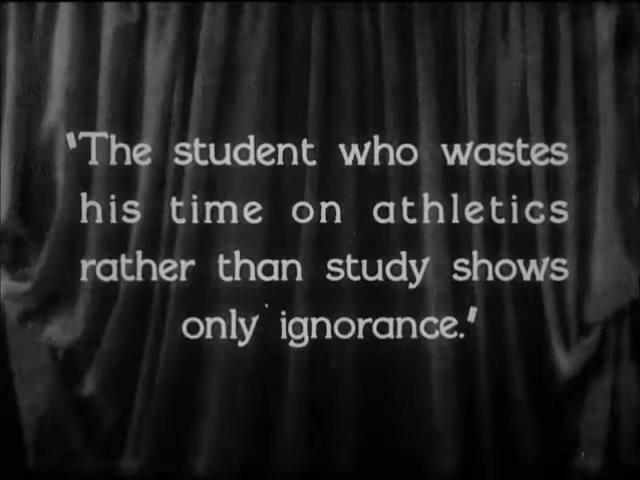 "The student who wastes
his time on athletics
rather than study shows
only ignorance."